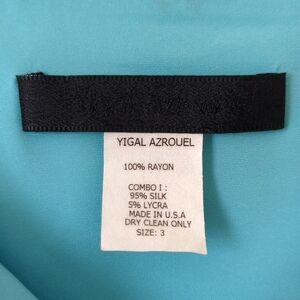 YIGAL AZROUEL
100% RAYON
COMBO I :
95% SILK
5% LYCRA
MADE IN U.S.A
DRY CLEAN ONLY
SIZE: 3